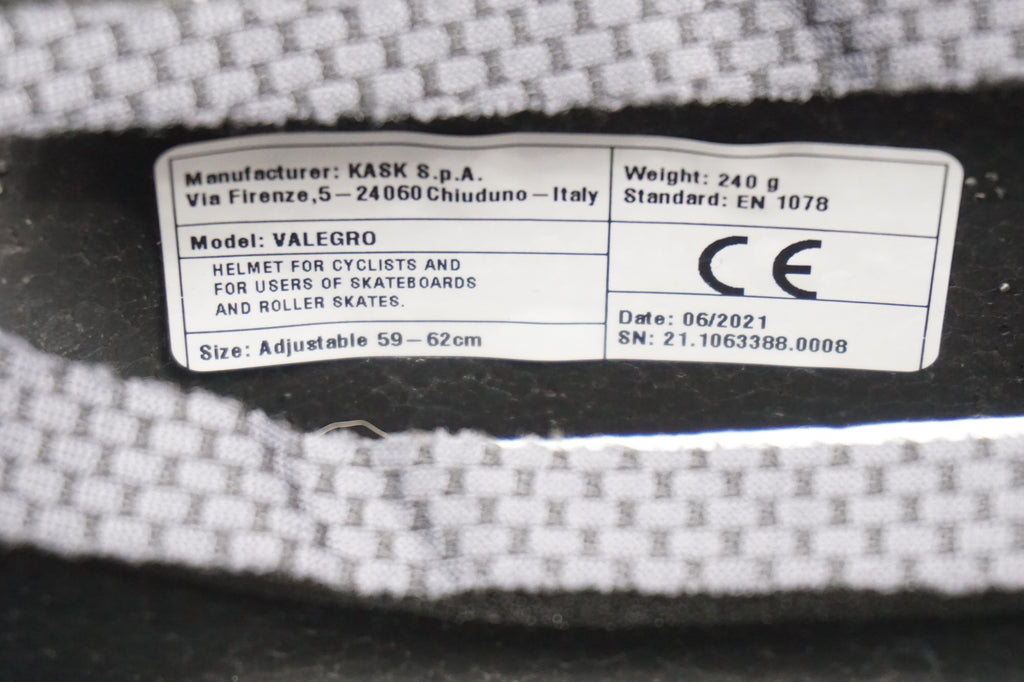 Manufacturer: KASK S.p.A.
Via Firenze,5-24060 Chiuduno-Italy
Model: VALEGRO
HELMET FOR CYCLISTS AND
FOR USERS OF SKATEBOARDS
AND ROLLER SKATES.
Size: Adjustable 59-62cm
Weight: 240 g
Standard: EN 1078
CE
Date: 06/2021
SN: 21.1063388.0008